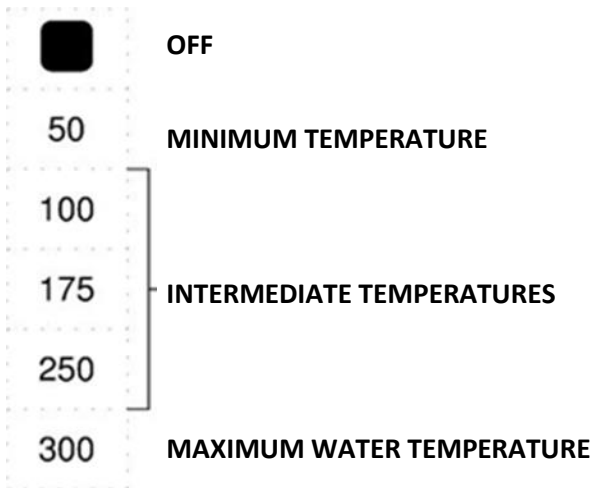 OFF
50 MINIMUM TEMPERATURE
100
175 INTERMEDIATE TEMPERATURES
250
300 MAXIMUM WATER TEMPERATURE